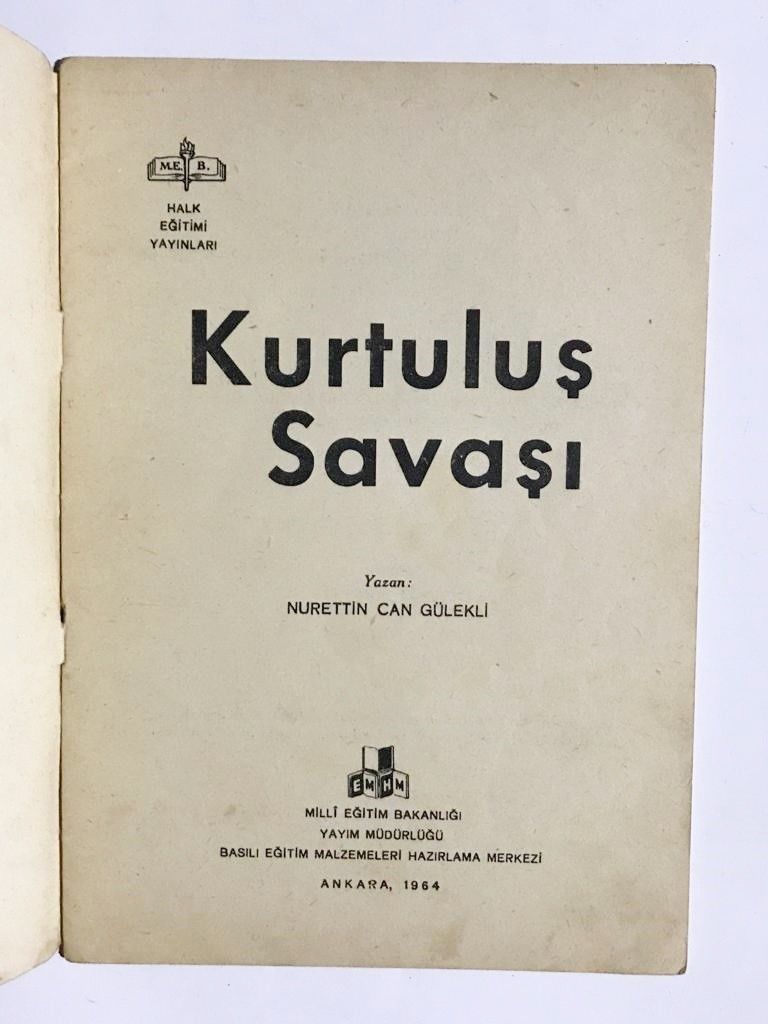 M.E. B.
HALK
EĞİTİMİ
YAYINLARI
Kurtuluş
Savaşı
Yazan:
NURETTİN CAN GÜLEKLİ
EMHM
MİLLÎ EĞİTİM BAKANLIĞI
YAYIM MÜDÜRLÜĞÜ
BASILI EĞİTİM MALZEMELERİ HAZIRLAMA MERKEZİ
ANKARA, 1964